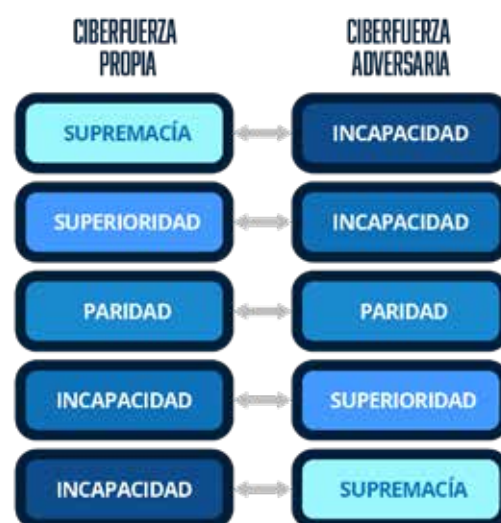 CIBERFUERZA
PROPIA
CIBERFUERZA
ADVERSARIA
SUPREMACÍA
INCAPACIDAD
SUPERIORIDAD
INCAPACIDAD
PARIDAD
PARIDAD
INCAPACIDAD
SUPERIORIDAD
INCAPACIDAD
SUPREMACÍA